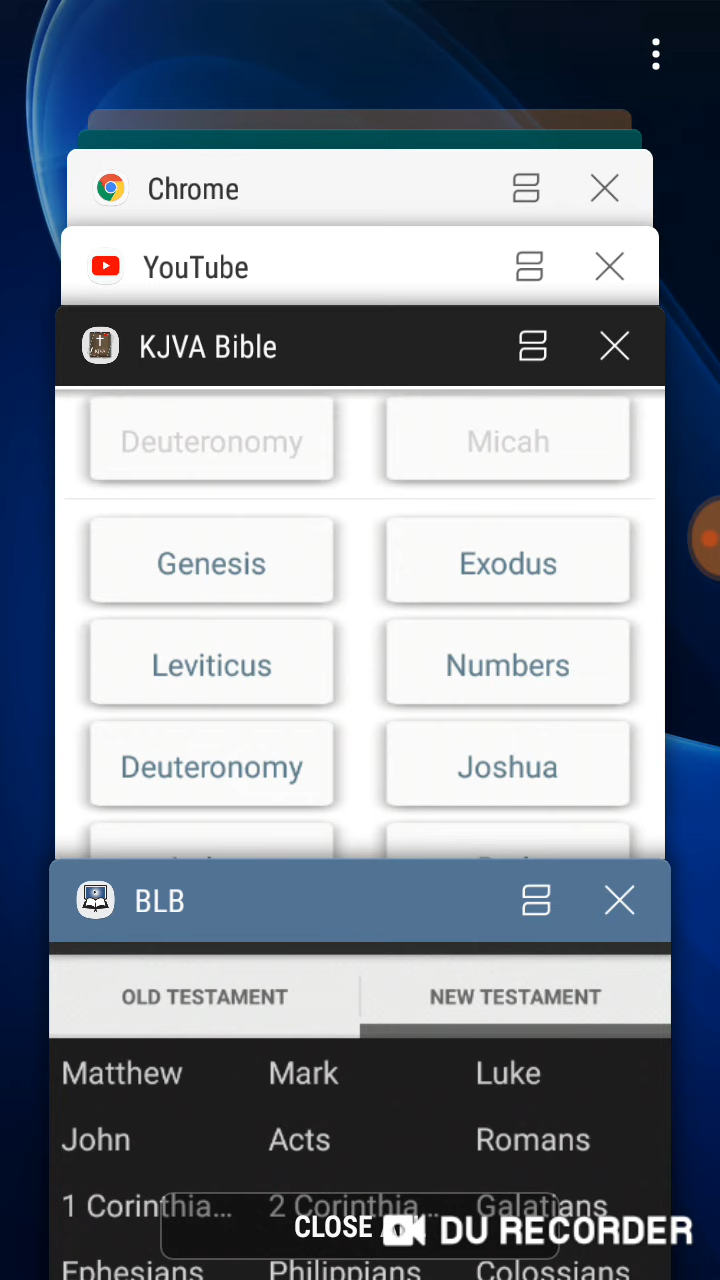 Chrome
YouTube
KJVA Bible
Deuteronomy Micah
Genesis Exodus
Leviticus Numbers
Deuteronomy Joshua
BLB
OLD TESTAMENT NEW TESTAMENT
Matthew Mark Luke
John Acts Romans
1 Corinthia... 2 Corinthia... Galatians
CLOSE DU RECORDER
Ephesians Philippians Colossians